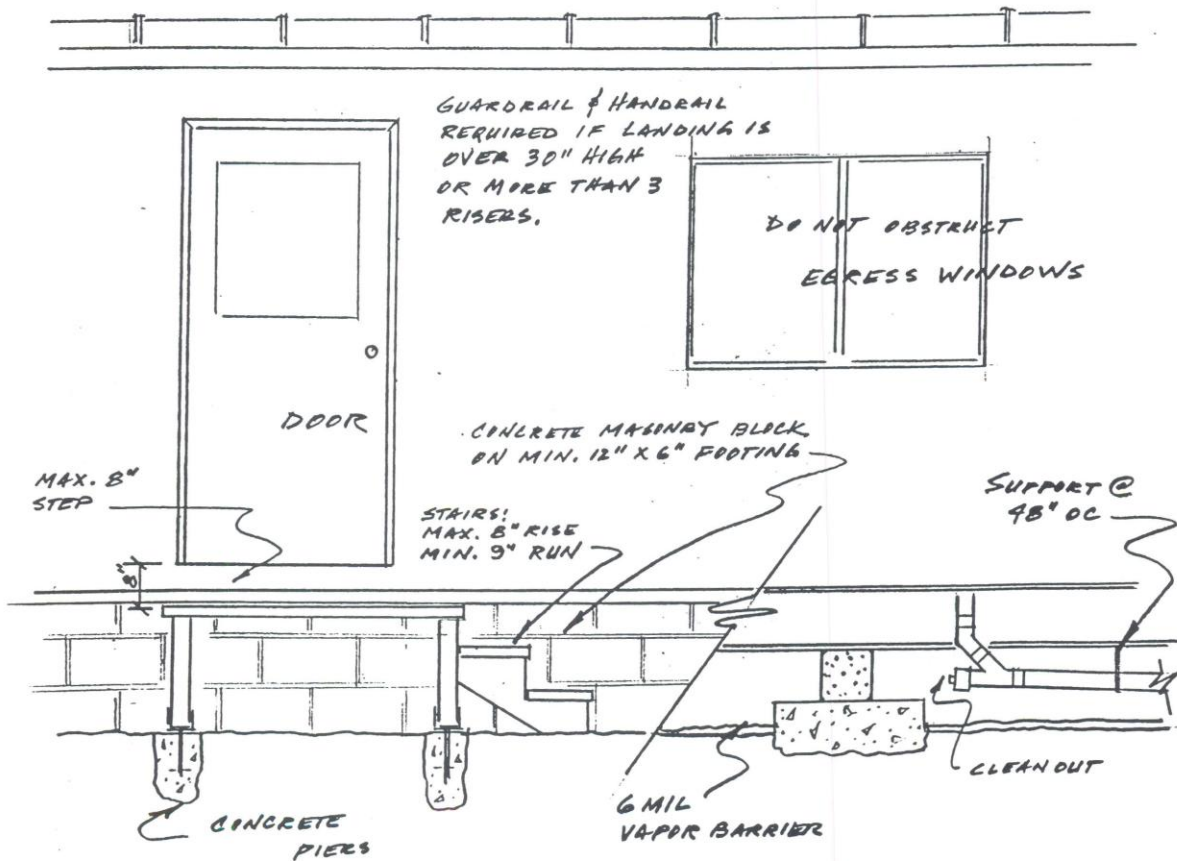 GUARDRAIL & HANDRAIL
REQUIRED IF LANDING IS
OVER 30" HIGH
OR MORE THAN 3
RISERS.
DO NOT OBSTRUCT
EGRESS WINDOWS
DOOR
CONCRETE MASONRY BLOCK
ON MIN. 12" X 6" FOOTING
MAX. 8"
STEP
STAIRS:
MAX. 8" RISE
MIN. 9" RUN
SUPPORT @
48" OC
8"
CLEANOUT
6 MIL
VAPOR BARRIER
CONCRETE
PIERS